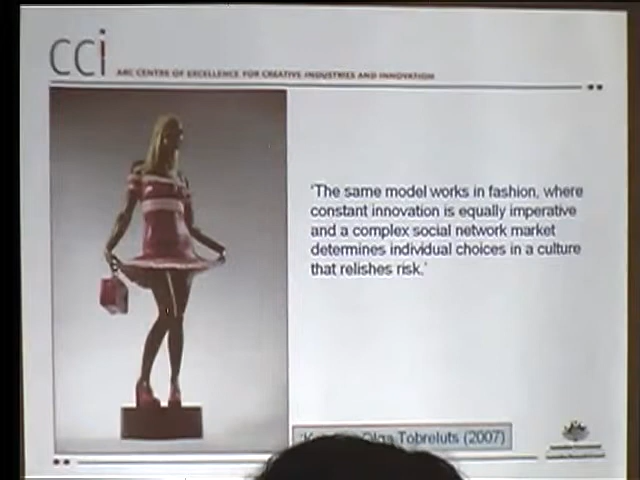 cci
ARC CENTRE OF EXCELLENCE FOR CREATIVE INDUSTRIES AND INNOVATION
'The same model works in fashion, where
constant innovation is equally imperative
and a complex social network market
determines individual choices in a culture
that relishes risk.'
Olga Tobreluts (2007)